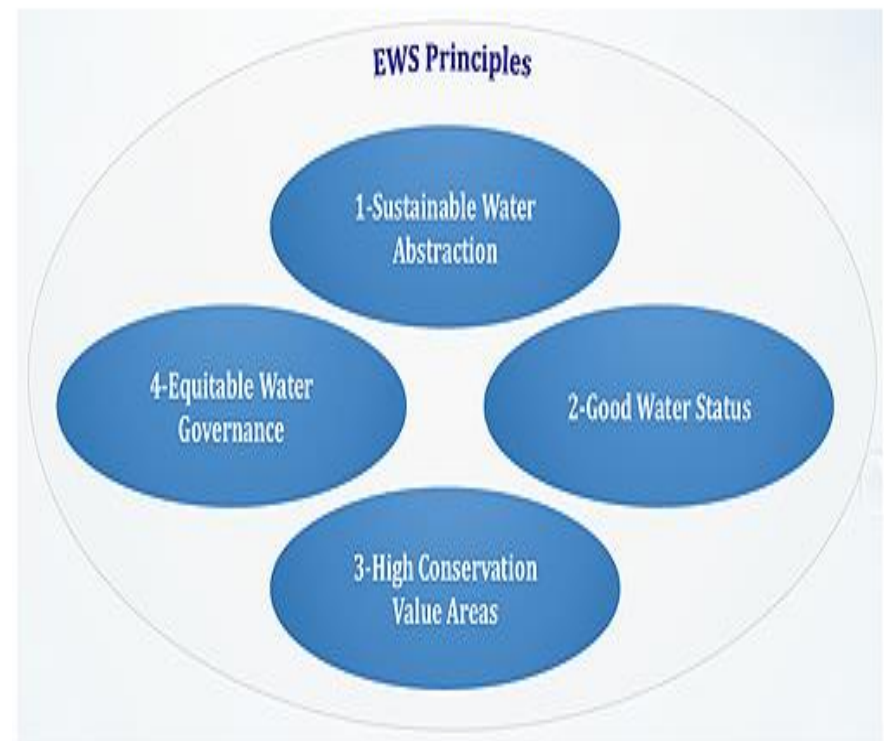 EWS Principles
1-Sustainable Water
Abstraction
4-Equitable Water
Governance
2-Good Water Status
3-High Conservation
Value Areas